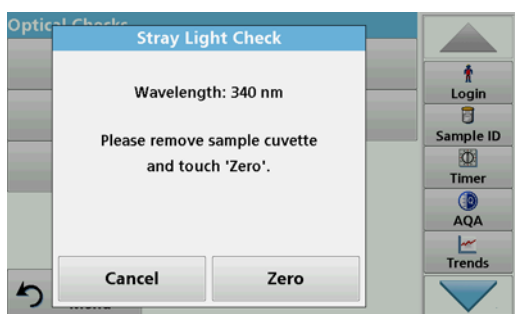 Optical Checks
Stray Light Check
Wavelength: 340 nm
Please remove sample cuvette
and touch 'Zero'.
Cancel
Zero
Menu
Login
Sample ID
Timer
AQA
Trends